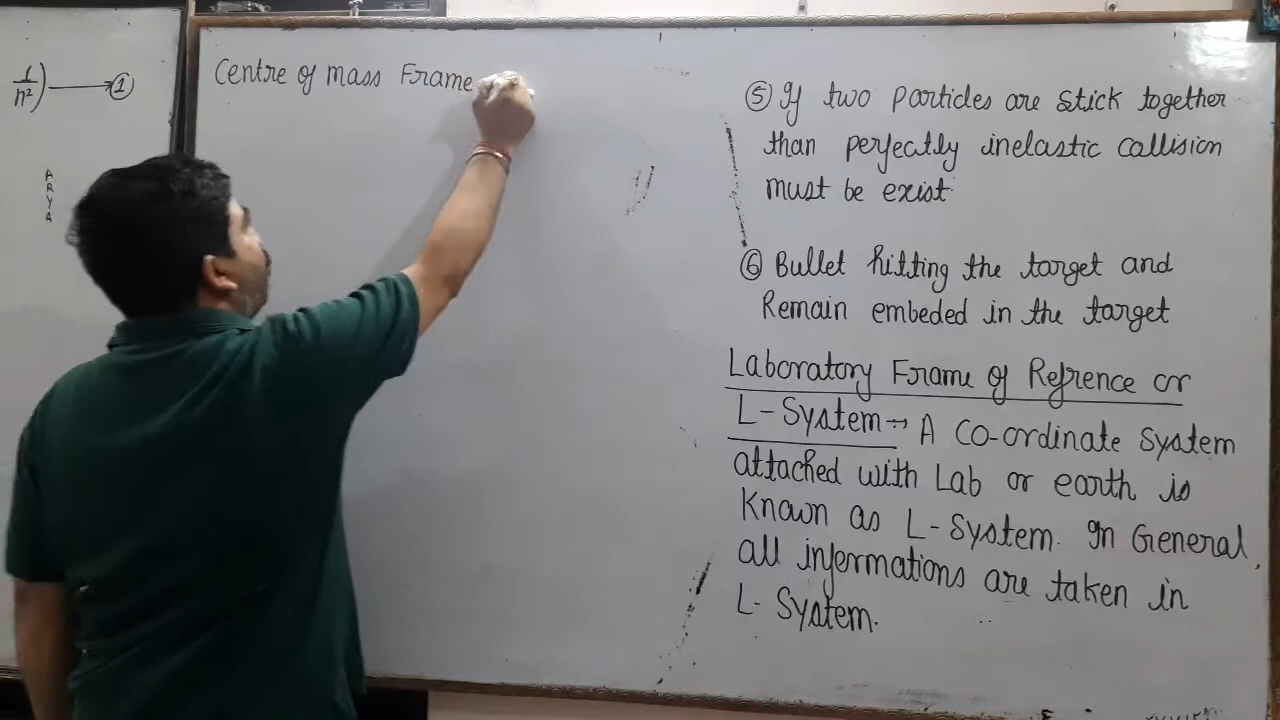 1/n²) → ①
A
R
Y
A
Centre of mass Frame
⑤ If two particles are stick together
than perfectly inelastic callision
must be exist
⑥ Bullet hitting the target and
Remain embeded in the target
Laboratory Frame of Refrence or
L-System → A co-ordinate system
attached with Lab or earth is
Known as L-System. In General,
all informations are taken in
L-System.